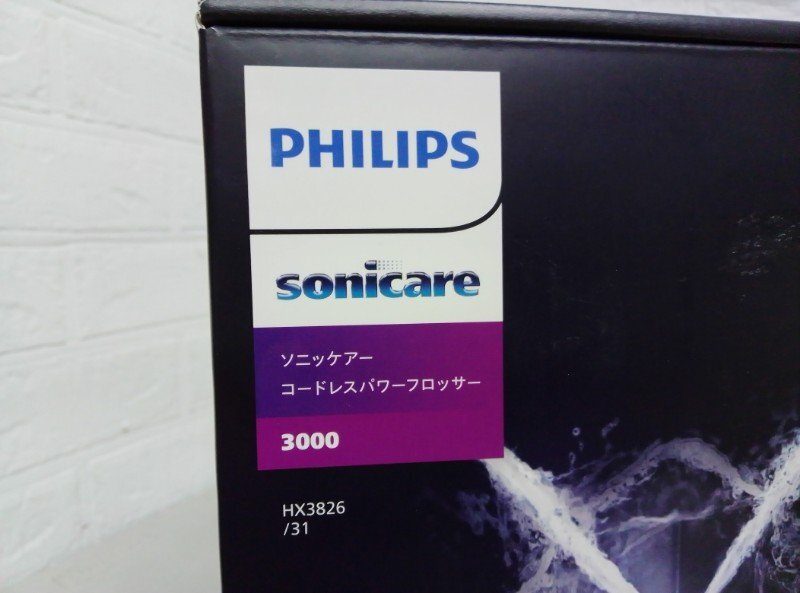 PHILIPS
sonicare
ソニッケアー
コードレスパワーフロッサー
3000
HX3826
/31